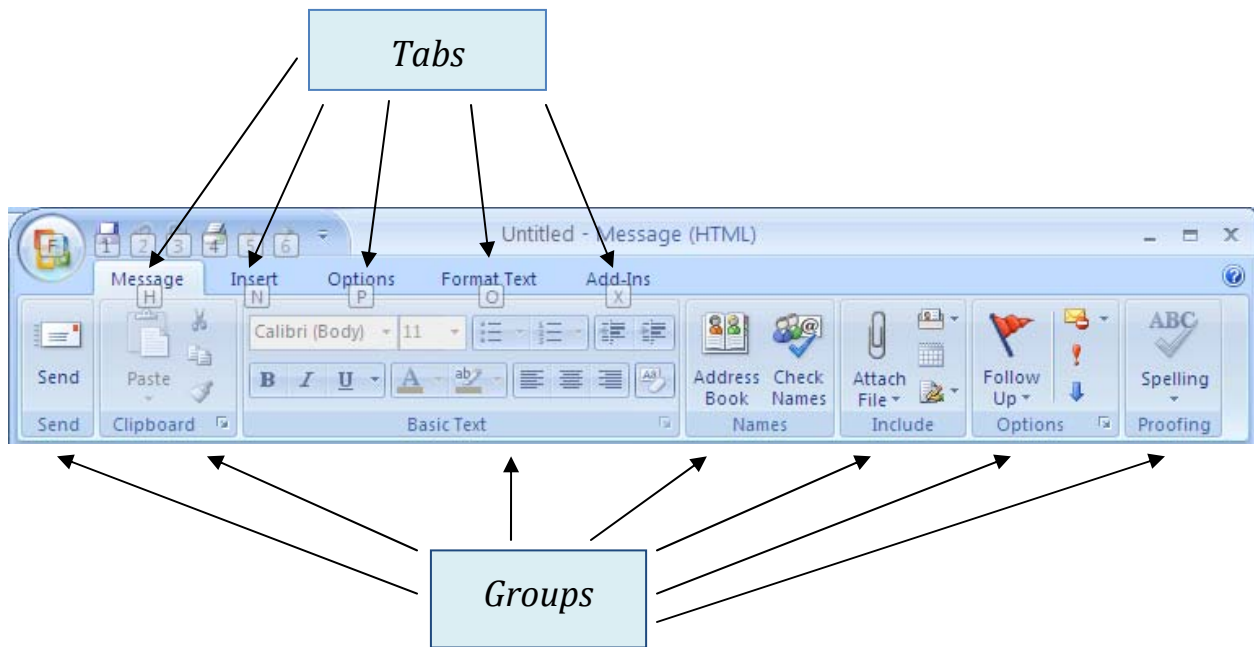 Tabs
F 1 2 3 4 5 6 Untitled - Message (HTML)
Message Insert Options Format Text Add-Ins
H N P O X
Calibri (Body) 11
Send Paste B I U A ab Aa Address Book Check Names Attach File Follow Up ABC Spelling
Send Clipboard Basic Text Names Include Options Proofing
Groups